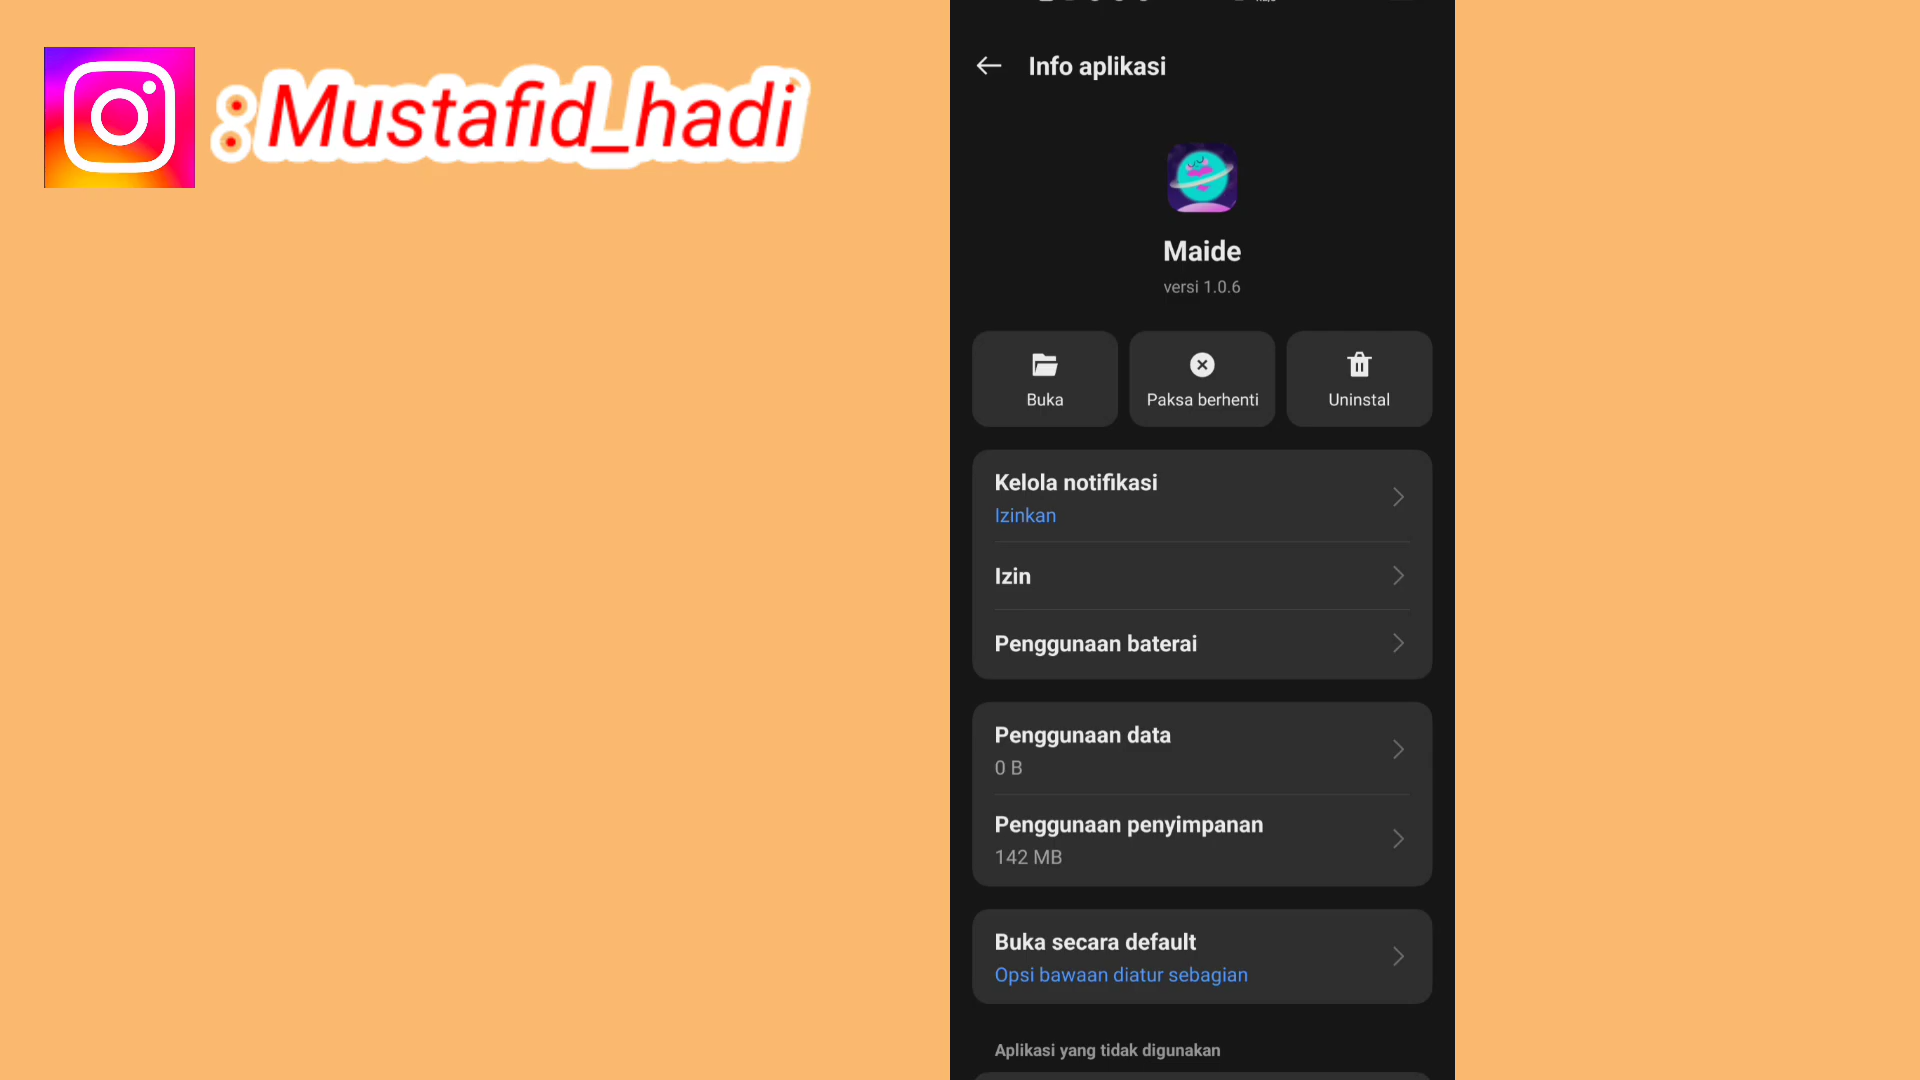 :Mustafid_hadi
Info aplikasi
Maide
versi 1.0.6
Buka
Paksa berhenti
Uninstal
Kelola notifikasi
Izinkan
Izin
Penggunaan baterai
Penggunaan data
0 B
Penggunaan penyimpanan
142 MB
Buka secara default
Opsi bawaan diatur sebagian
Aplikasi yang tidak digunakan